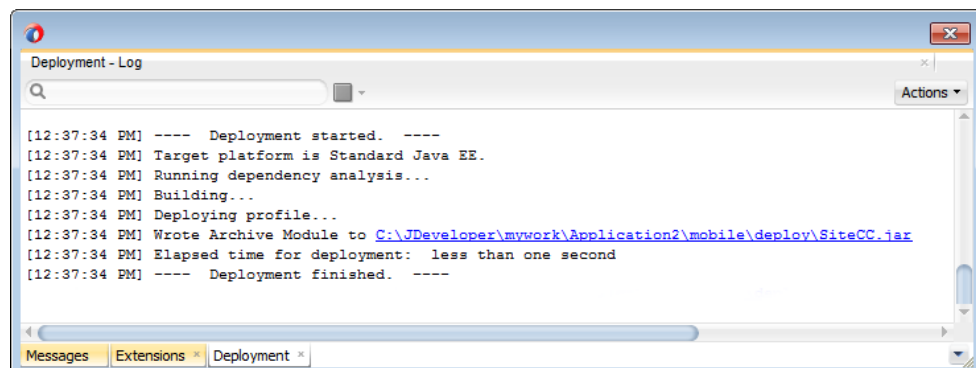 Deployment - Log
Actions
[12:37:34 PM] ----  Deployment started.  ----
[12:37:34 PM] Target platform is Standard Java EE.
[12:37:34 PM] Running dependency analysis...
[12:37:34 PM] Building...
[12:37:34 PM] Deploying profile...
[12:37:34 PM] Wrote Archive Module to C:\JDeveloper\mywork\Application2\mobile\deploy\SiteCC.jar
[12:37:34 PM] Elapsed time for deployment:  less than one second
[12:37:34 PM] ----  Deployment finished.  ----
Messages Extensions Deployment